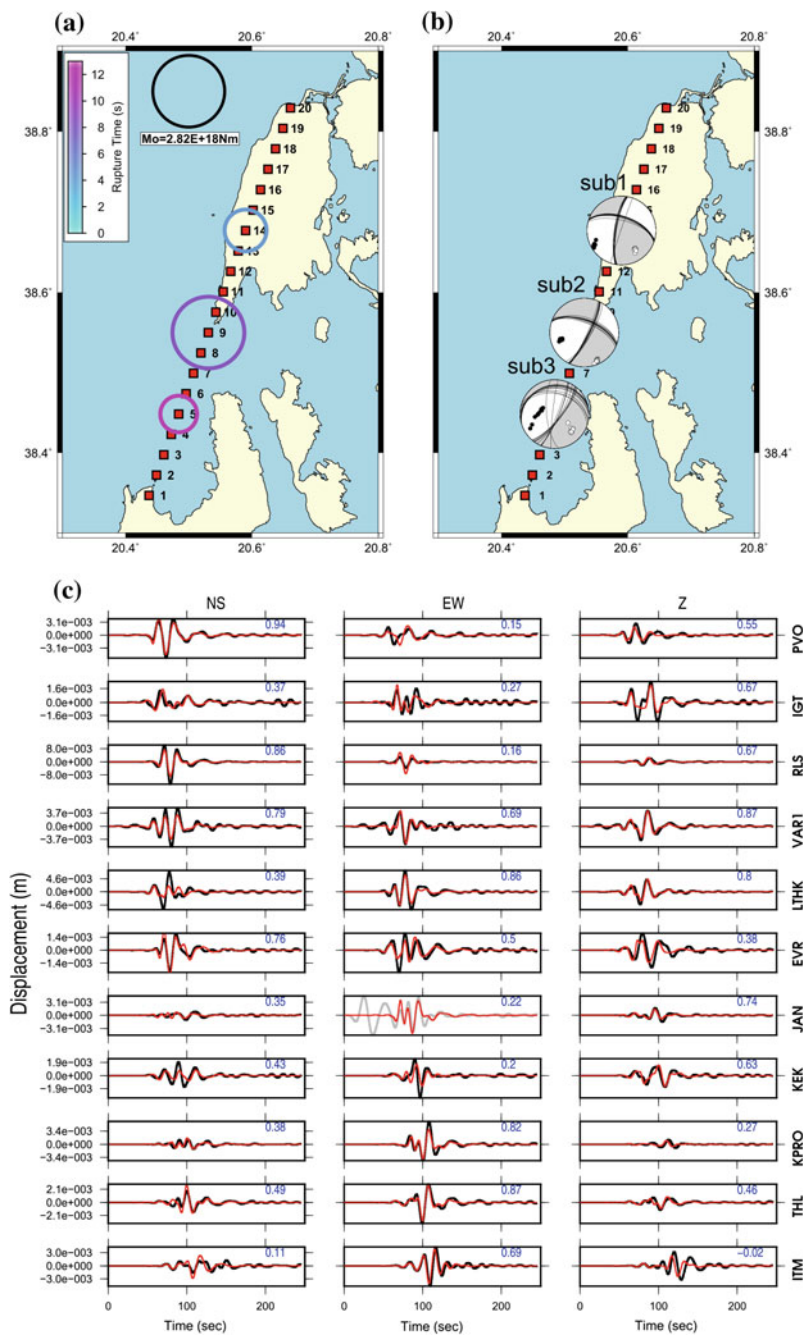 (a)
(b)
20.4° 20.6° 20.8°
20.4° 20.6° 20.8°
12
10
8
6
4
2
0
Rupture Time (s)
Mo=2.82E+18Nm
38.8°
38.6°
38.4°
20
19
18
17
16
15
14
13
12
11
10
9
8
7
6
5
4
3
2
1
20
19
18
17
16
sub1
12
11
sub2
7
sub3
3
2
1
38.8°
38.6°
38.4°
20.4° 20.6° 20.8°
20.4° 20.6° 20.8°
(c)
NS EW Z
Displacement (m)
3.1e−003
0.0e+000
−3.1e−003
0.94 0.15 0.55 PVO
1.6e−003
0.0e+000
−1.6e−003
0.37 0.27 0.67 IGT
8.0e−003
0.0e+000
−8.0e−003
0.86 0.16 0.67 RLS
3.7e−003
0.0e+000
−3.7e−003
0.79 0.69 0.87 VAR1
4.6e−003
0.0e+000
−4.6e−003
0.39 0.86 0.8 LTHK
1.4e−003
0.0e+000
−1.4e−003
0.76 0.5 0.38 EVR
3.1e−003
0.0e+000
−3.1e−003
0.35 0.22 0.74 JAN
1.9e−003
0.0e+000
−1.9e−003
0.43 0.2 0.63 KEK
3.4e−003
0.0e+000
−3.4e−003
0.38 0.82 0.27 KPRO
2.1e−003
0.0e+000
−2.1e−003
0.49 0.87 0.46 THL
3.0e−003
0.0e+000
−3.0e−003
0.11 0.69 −0.02 ITM
0 100 200 0 100 200 0 100 200
Time (sec) Time (sec) Time (sec)